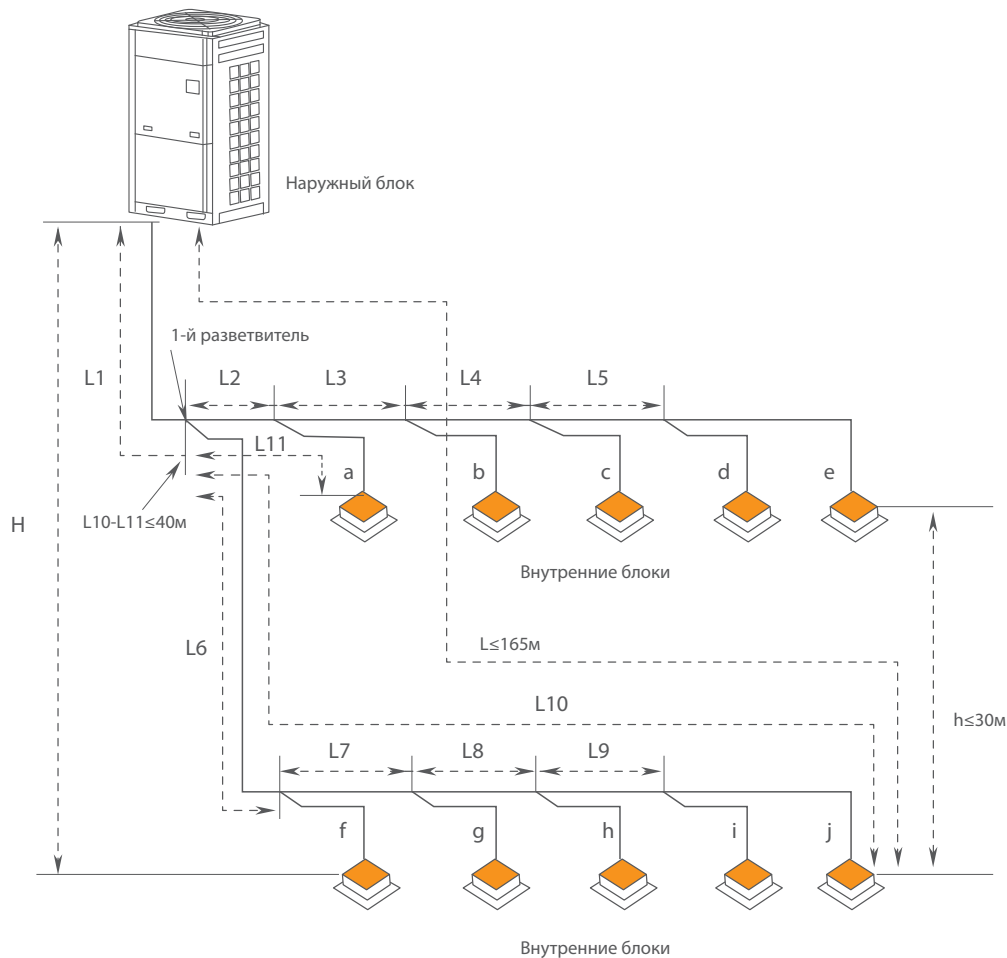 Наружный блок
1-й разветвитель
L1
L2
L3
L4
L5
L11
a
b
c
d
e
H
L10-L11≤40м
Внутренние блоки
L6
L≤165м
L10
h≤30м
L7
L8
L9
f
g
h
i
j
Внутренние блоки